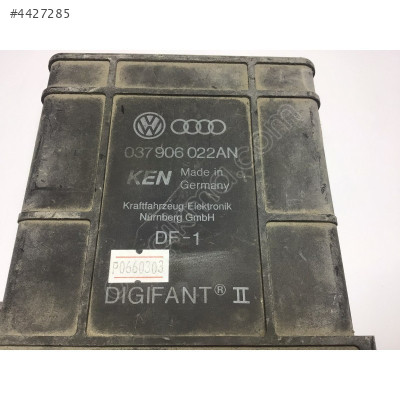 #4427285
037 906 022AN
KEN Made in Germany
Kraftfahrzeug-Elektronik
Nürnberg GmbH
DF-1
P0660303
DIGIFANT® II